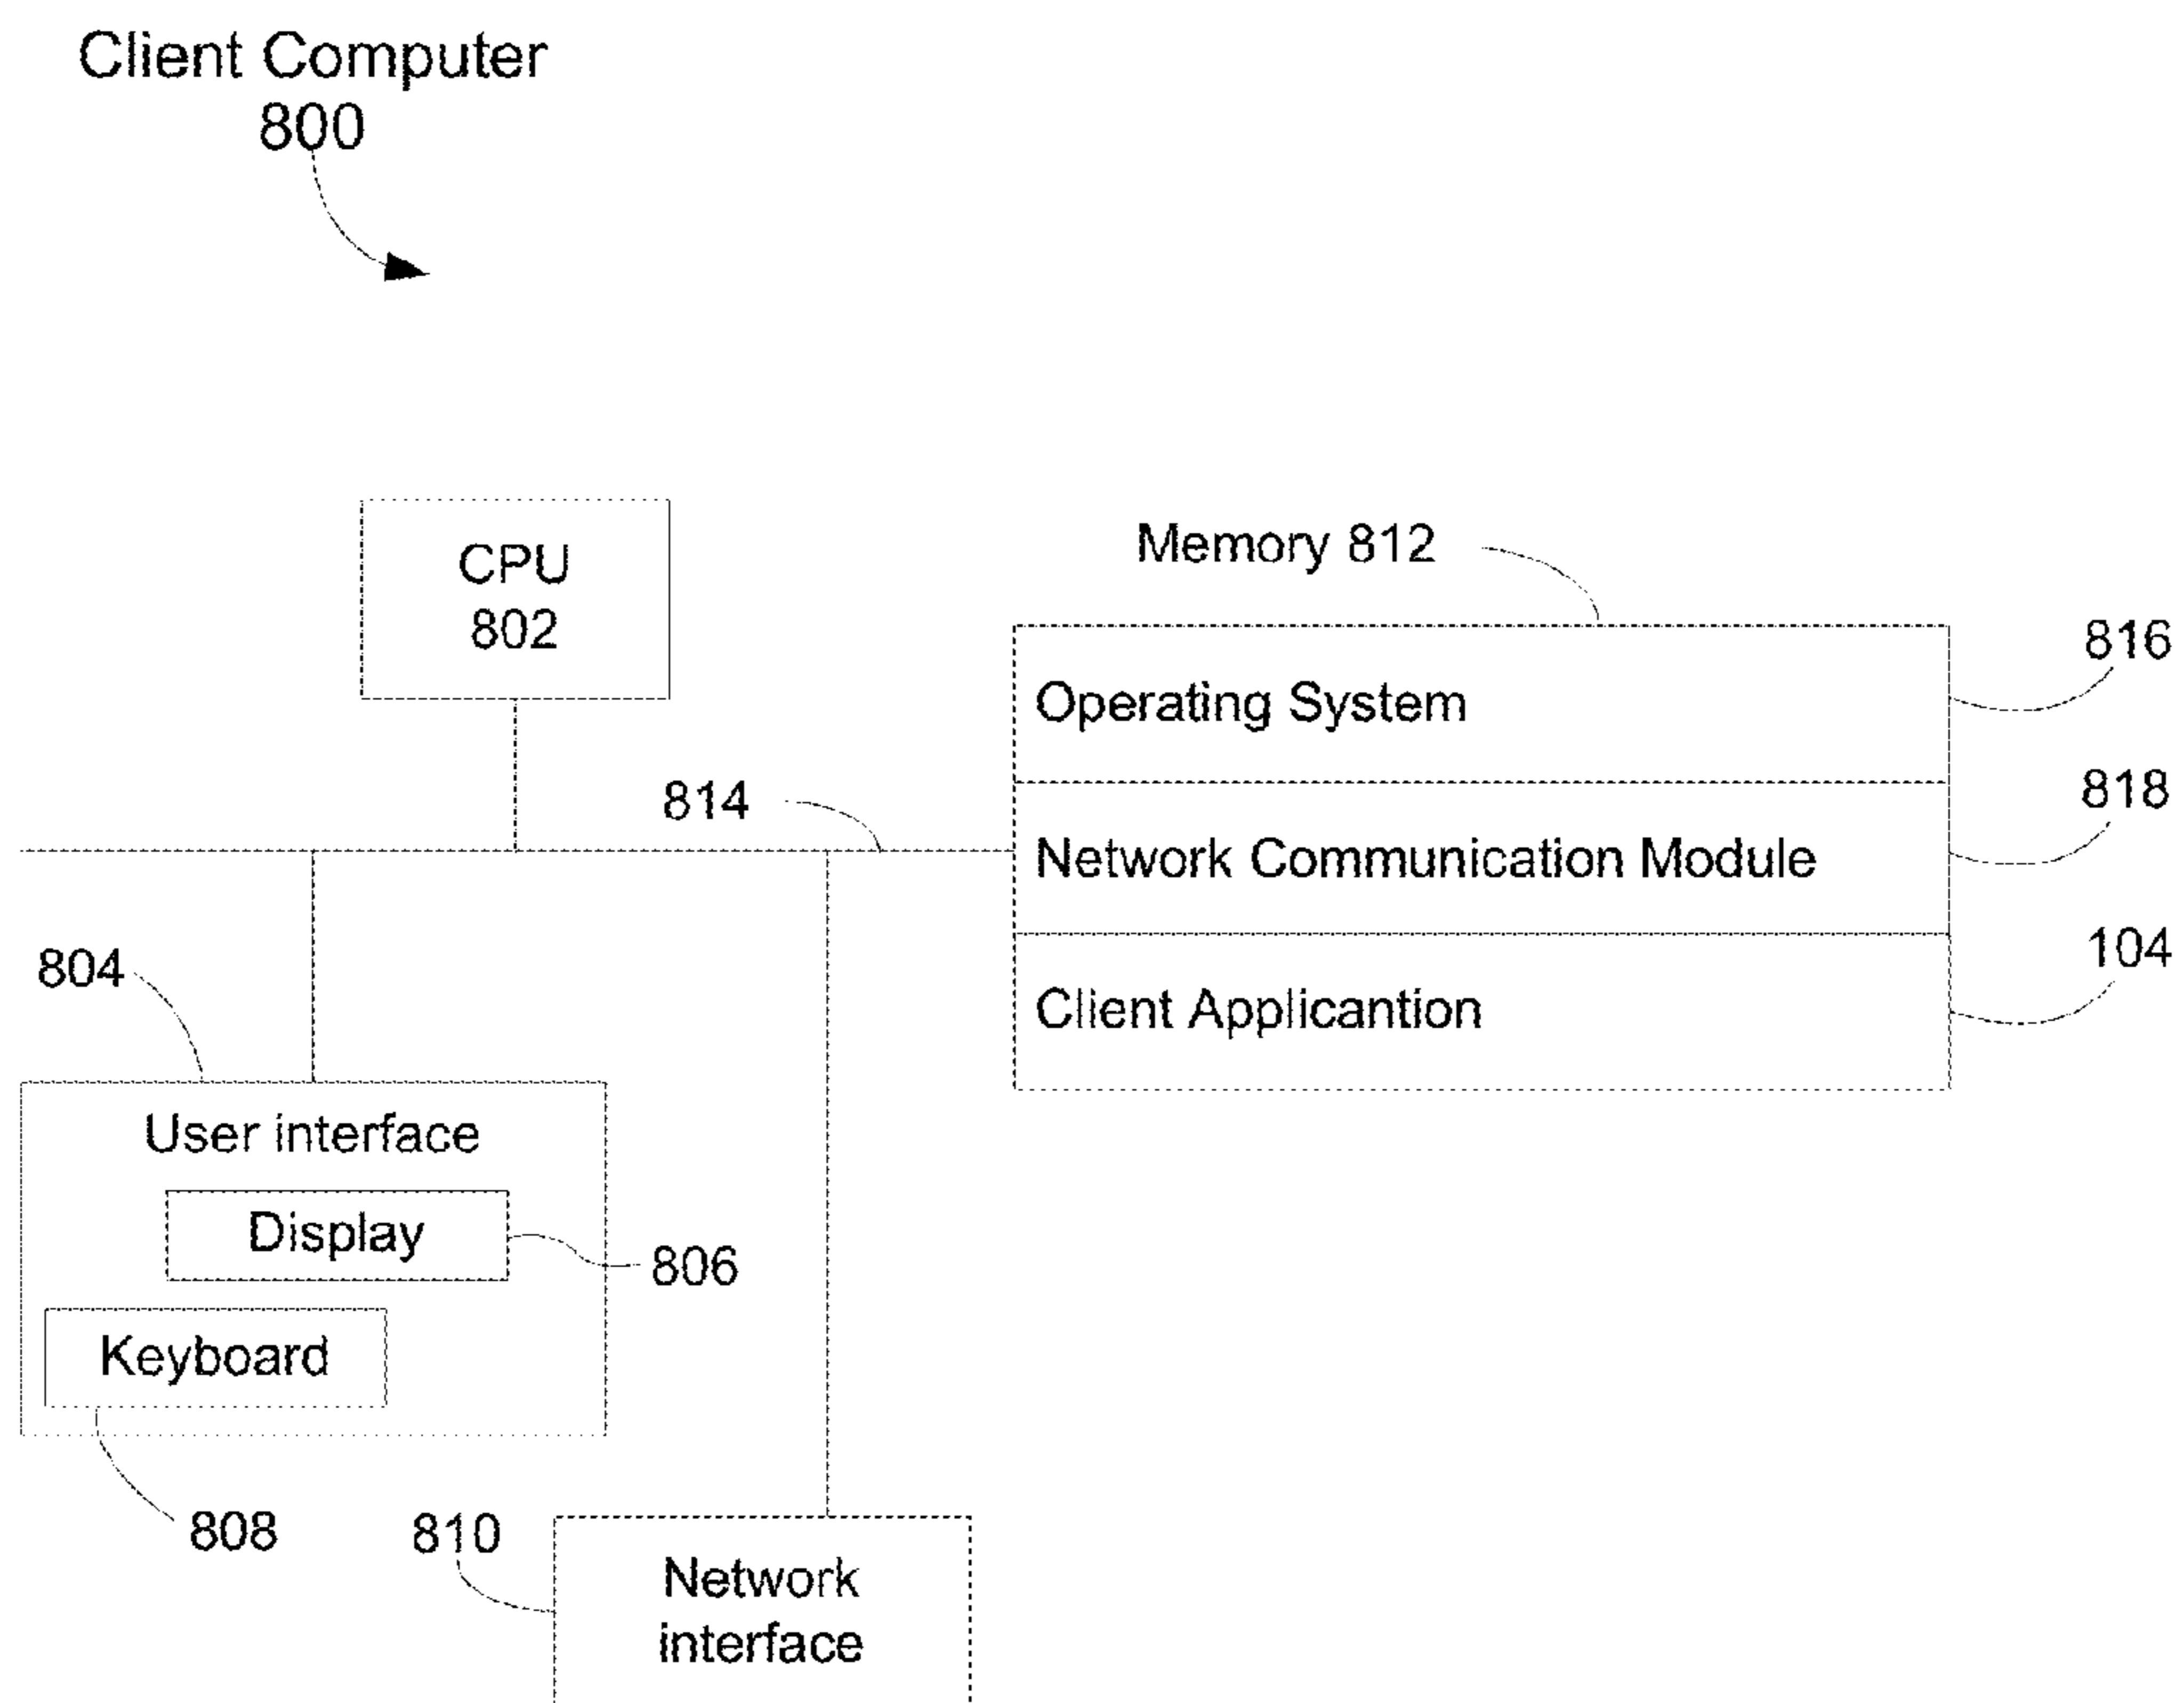 Client Computer
800
CPU
802
Memory 812
Operating System
816
814
Network Communication Module
818
Client Applicantion
104
804
User interface
Display
806
Keyboard
808
810
Network
interface